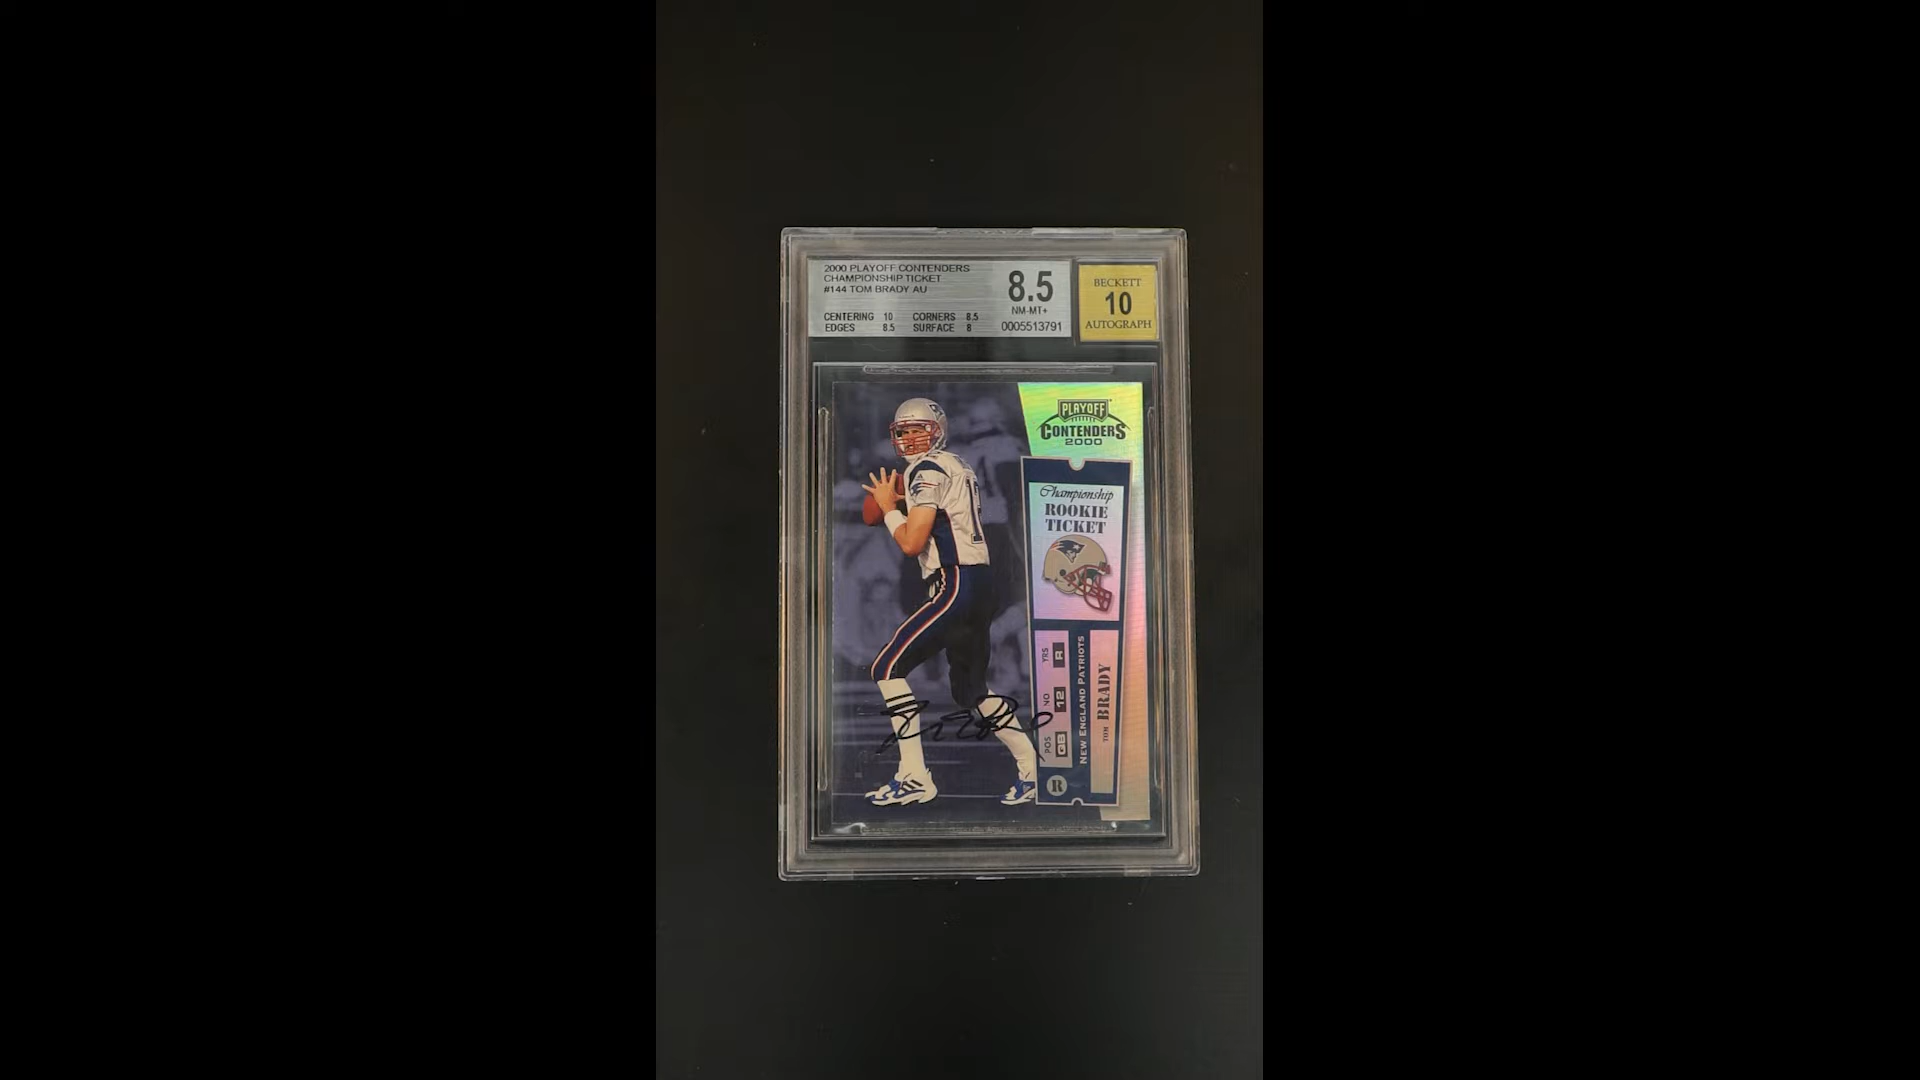 2000 PLAYOFF CONTENDERS
CHAMPIONSHIP TICKET
#144 TOM BRADY AU
CENTERING 10 CORNERS 8.5
EDGES 8.5 SURFACE 8
8.5
NM-MT+
0005513791
BECKETT
10
AUTOGRAPH
PLAYOFF
CONTENDERS
2000
Championship
ROOKIE
TICKET
YRS R
NO 12
POS QB
NEW ENGLAND PATRIOTS
TOM BRADY
R